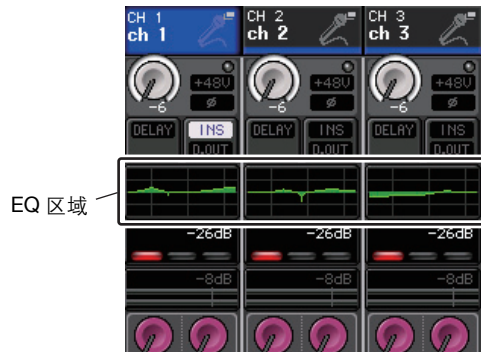 CH 1 CH 2 CH 3
ch 1 ch 2 ch 3
+48V +48V +48V
-6 ø -6 ø -6 ø
DELAY INS DELAY INS DELAY INS
D.OUT D.OUT D.OUT
EQ 区域
-26dB -26dB -26dB
-8dB -8dB -8dB